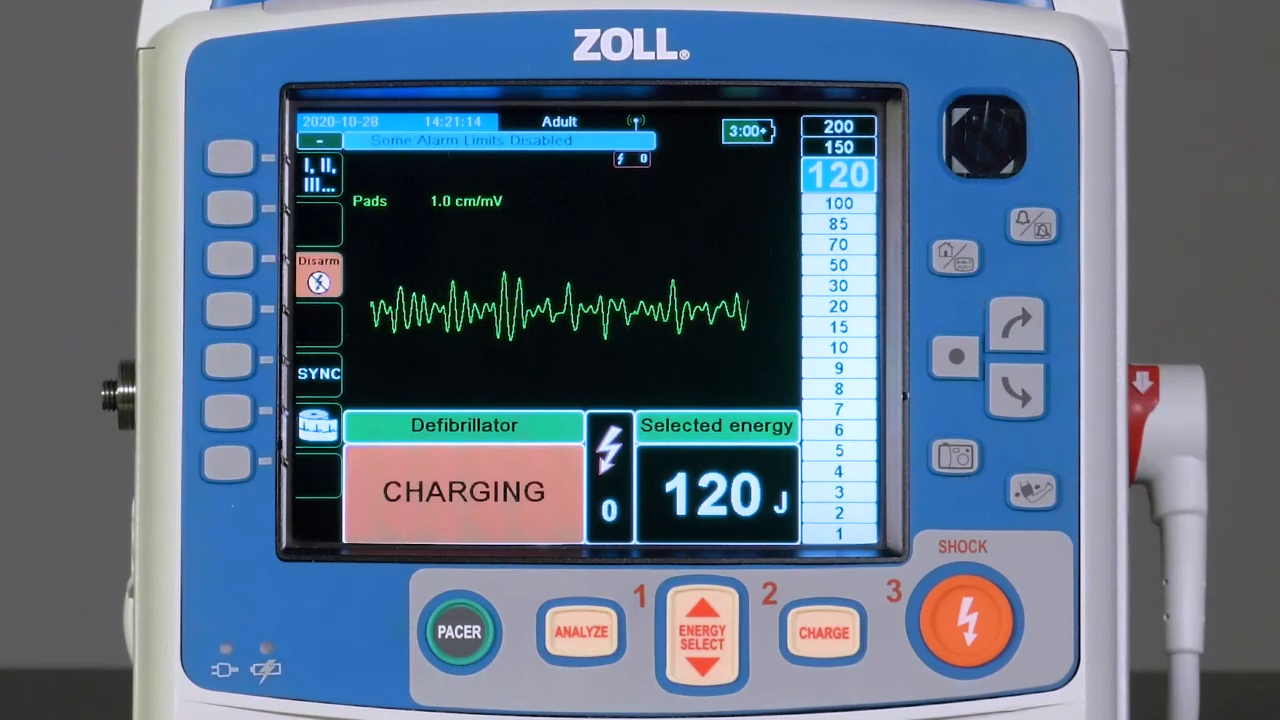 ZOLL®
2020-10-28 14:21:14 Adult
3:00+
- Some Alarm Limits Disabled
0
I, II,
III...
Pads 1.0 cm/mV
Disarm
SYNC
Defibrillator
CHARGING
0
Selected energy
120 J
200
150
120
100
85
70
50
30
20
15
10
9
8
7
6
5
4
3
2
1
SHOCK
1 2 3
PACER
ANALYZE
ENERGY
SELECT
CHARGE